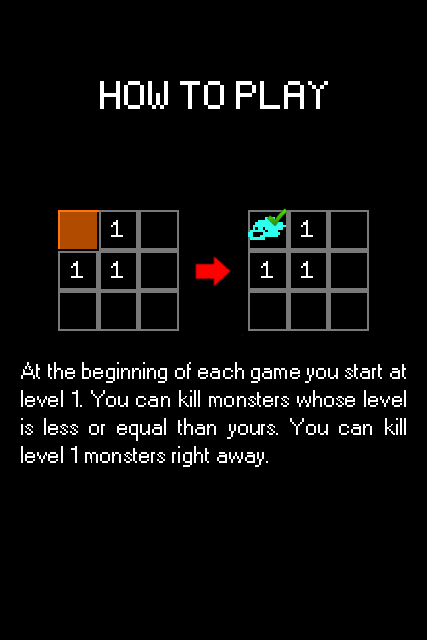 HOW TO PLAY
1 1
1 1 1 1
At the beginning of each game you start at
level 1. You can kill monsters whose level
is less or equal than yours. You can kill
level 1 monsters right away.